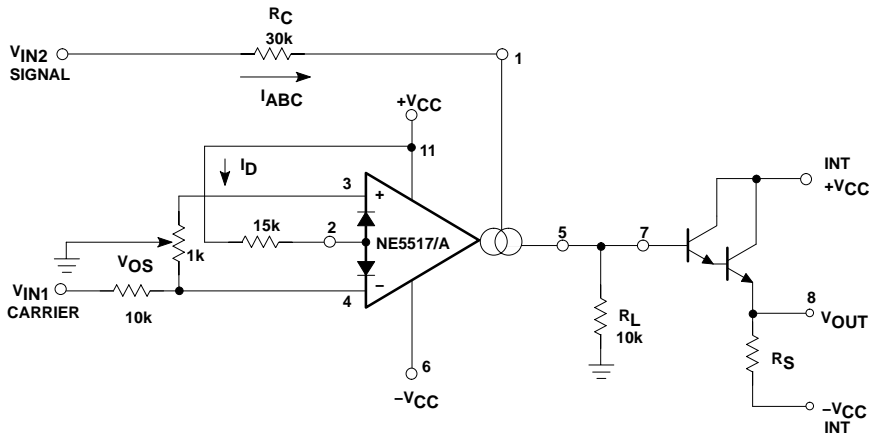 RC
30k
VIN2
SIGNAL
1
IABC
+VCC
11
ID
3
+
INT
+VCC
15k
2
NE5517/A
5
7
VOS
1k
VIN1
CARRIER
10k
4
−
RL
10k
8
VOUT
RS
6
−VCC
−VCC
INT